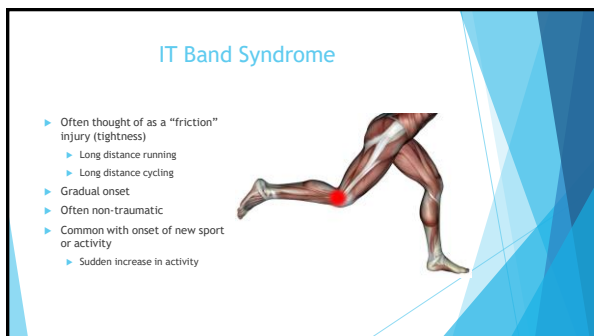 IT Band Syndrome
Often thought of as a “friction”
injury (tightness)
Long distance running
Long distance cycling
Gradual onset
Often non-traumatic
Common with onset of new sport
or activity
Sudden increase in activity